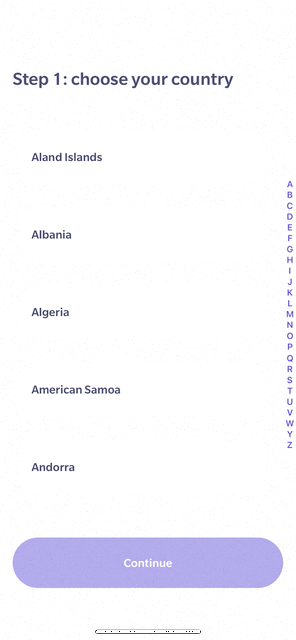 Step 1: choose your country
Aland Islands
A
B
C
D
Albania
E
F
G
H
I
J
K
L
Algeria
M
N
O
P
Q
R
American Samoa
S
T
U
V
W
Y
Z
Andorra
Continue